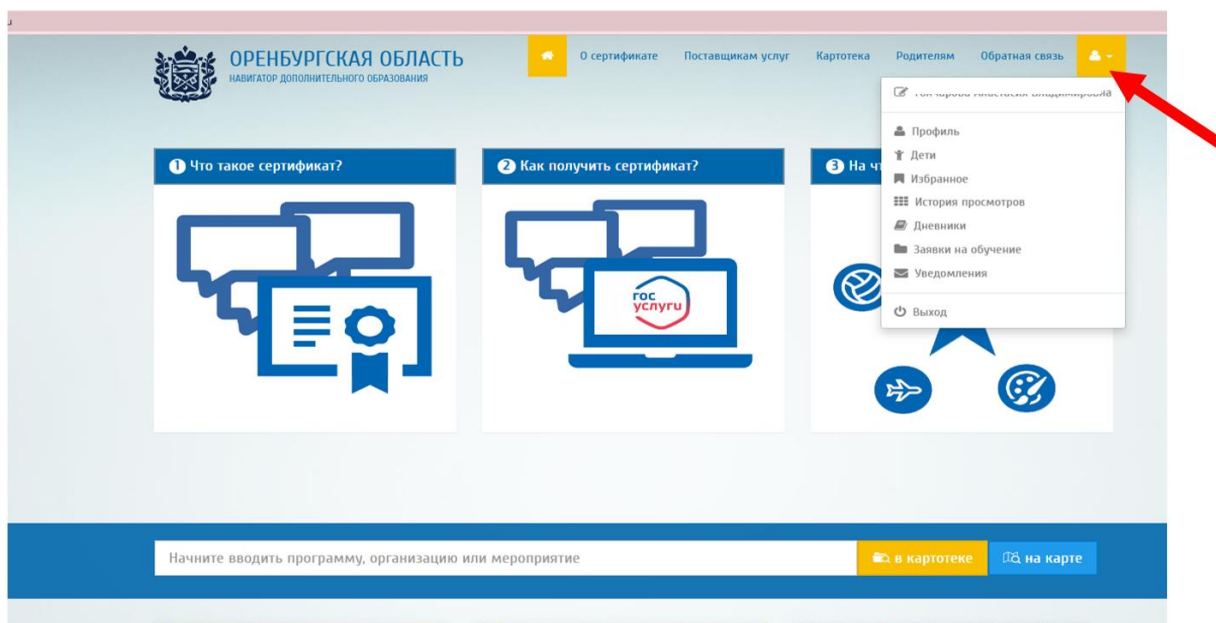 ОРЕНБУРГСКАЯ ОБЛАСТЬ
НАВИГАТОР ДОПОЛНИТЕЛЬНОГО ОБРАЗОВАНИЯ
О сертификате Поставщикам услуг Картотека Родителям Обратная связь
Профиль
Дети
Избранное
История просмотров
Дневники
Заявки на обучение
Уведомления
Выход
1 Что такое сертификат?
2 Как получить сертификат?
3 На
гос
услуги
Начните вводить программу, организацию или мероприятие
в картотеке
на карте